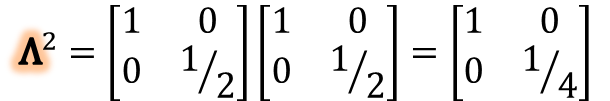 Λ² = [1 0; 0 1/2] [1 0; 0 1/2] = [1 0; 0 1/4]